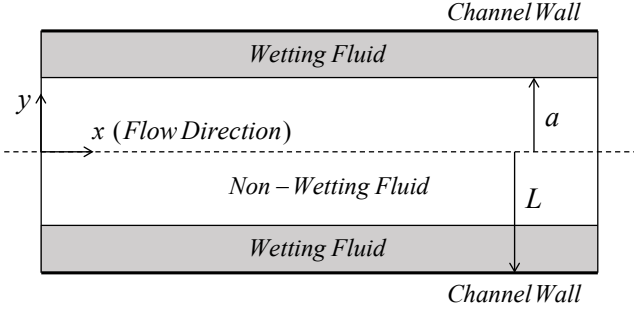 Channel Wall
Wetting Fluid
y
x (Flow Direction)
a
Non – Wetting Fluid
L
Wetting Fluid
Channel Wall